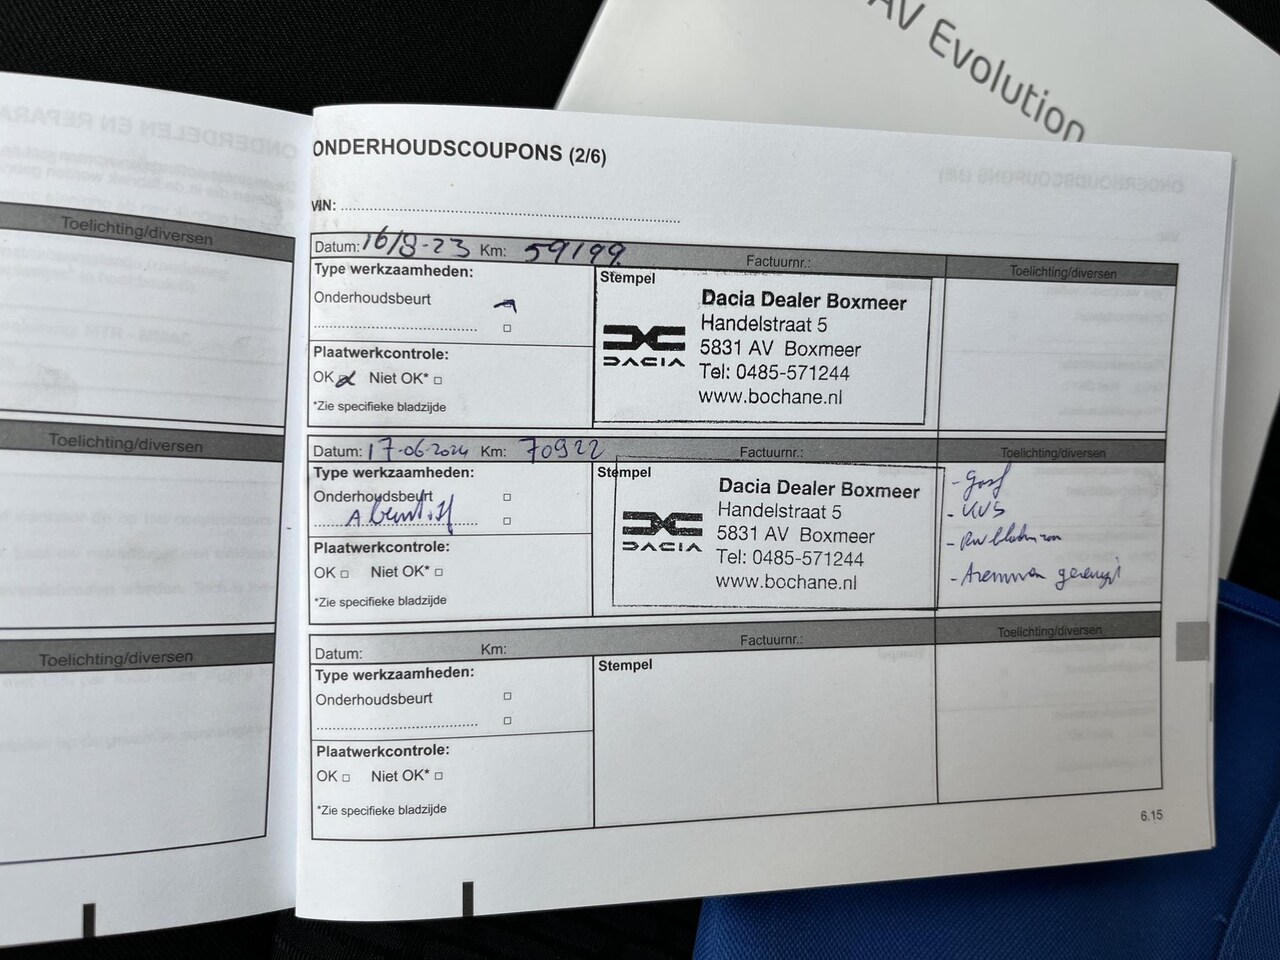 AV Evolution
ONDERHOUDSCOUPONS (2/6)
VIN:
Toelichting/diversen
Datum: 16/8-23 Km: 59199 Factuurnr.: Toelichting/diversen
Type werkzaamheden:
Onderhoudsbeurt
Plaatwerkcontrole:
OK Niet OK*
*Zie specifieke bladzijde
Stempel
DACIA
Dacia Dealer Boxmeer
Handelstraat 5
5831 AV Boxmeer
Tel: 0485-571244
www.bochane.nl
Toelichting/diversen
Datum: 17-06-2024 Km: 70922 Factuurnr.: Toelichting/diversen
Type werkzaamheden:
Onderhoudsbeurt
Plaatwerkcontrole:
OK Niet OK*
*Zie specifieke bladzijde
Stempel
DACIA
Dacia Dealer Boxmeer
Handelstraat 5
5831 AV Boxmeer
Tel: 0485-571244
www.bochane.nl
Toelichting/diversen
Datum: Km: Factuurnr.: Toelichting/diversen
Type werkzaamheden:
Onderhoudsbeurt
Plaatwerkcontrole:
OK Niet OK*
*Zie specifieke bladzijde
Stempel
6.15